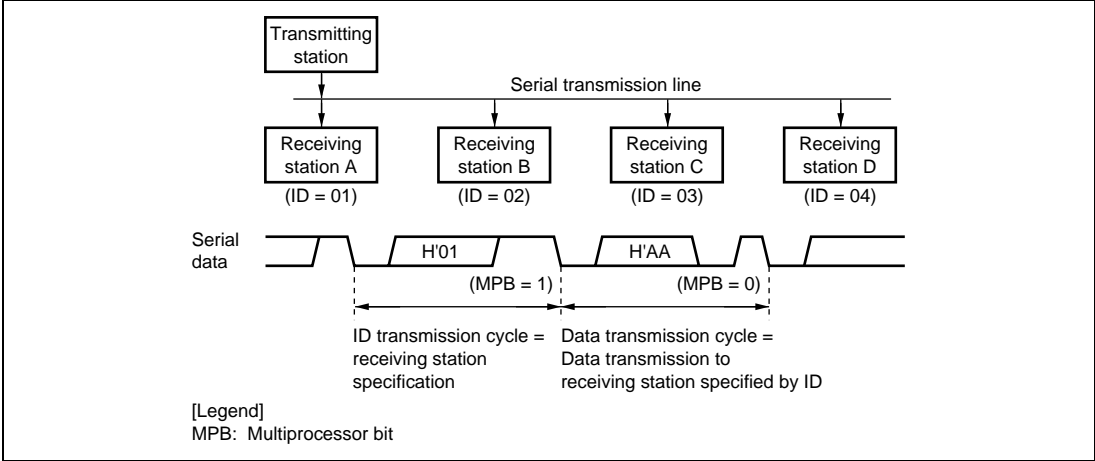 Transmitting
station
Serial transmission line
Receiving
station A
(ID = 01)
Receiving
station B
(ID = 02)
Receiving
station C
(ID = 03)
Receiving
station D
(ID = 04)
Serial
data
H'01
H'AA
(MPB = 1)
(MPB = 0)
ID transmission cycle =
receiving station
specification
Data transmission cycle =
Data transmission to
receiving station specified by ID
[Legend]
MPB: Multiprocessor bit